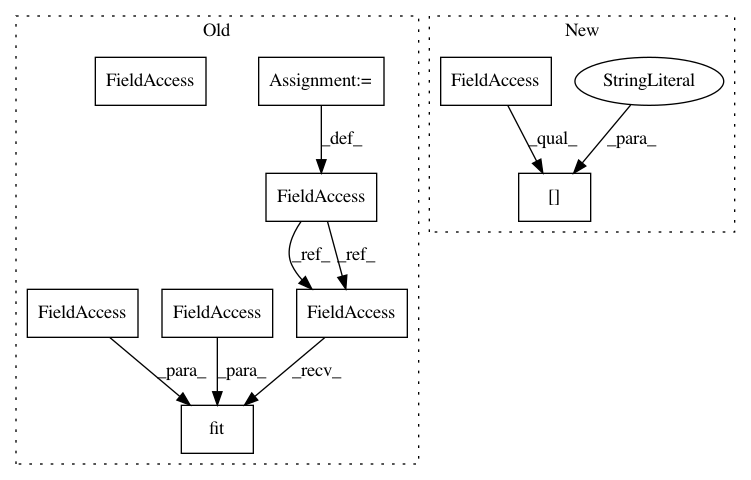 Old
New
FieldAccess
Assignment:=
FieldAccess
StringLiteral
_def_
_qual_
_para_
FieldAccess
[]
_ref_
_ref_
FieldAccess
FieldAccess
FieldAccess
_para_
_para_
_recv_
fit